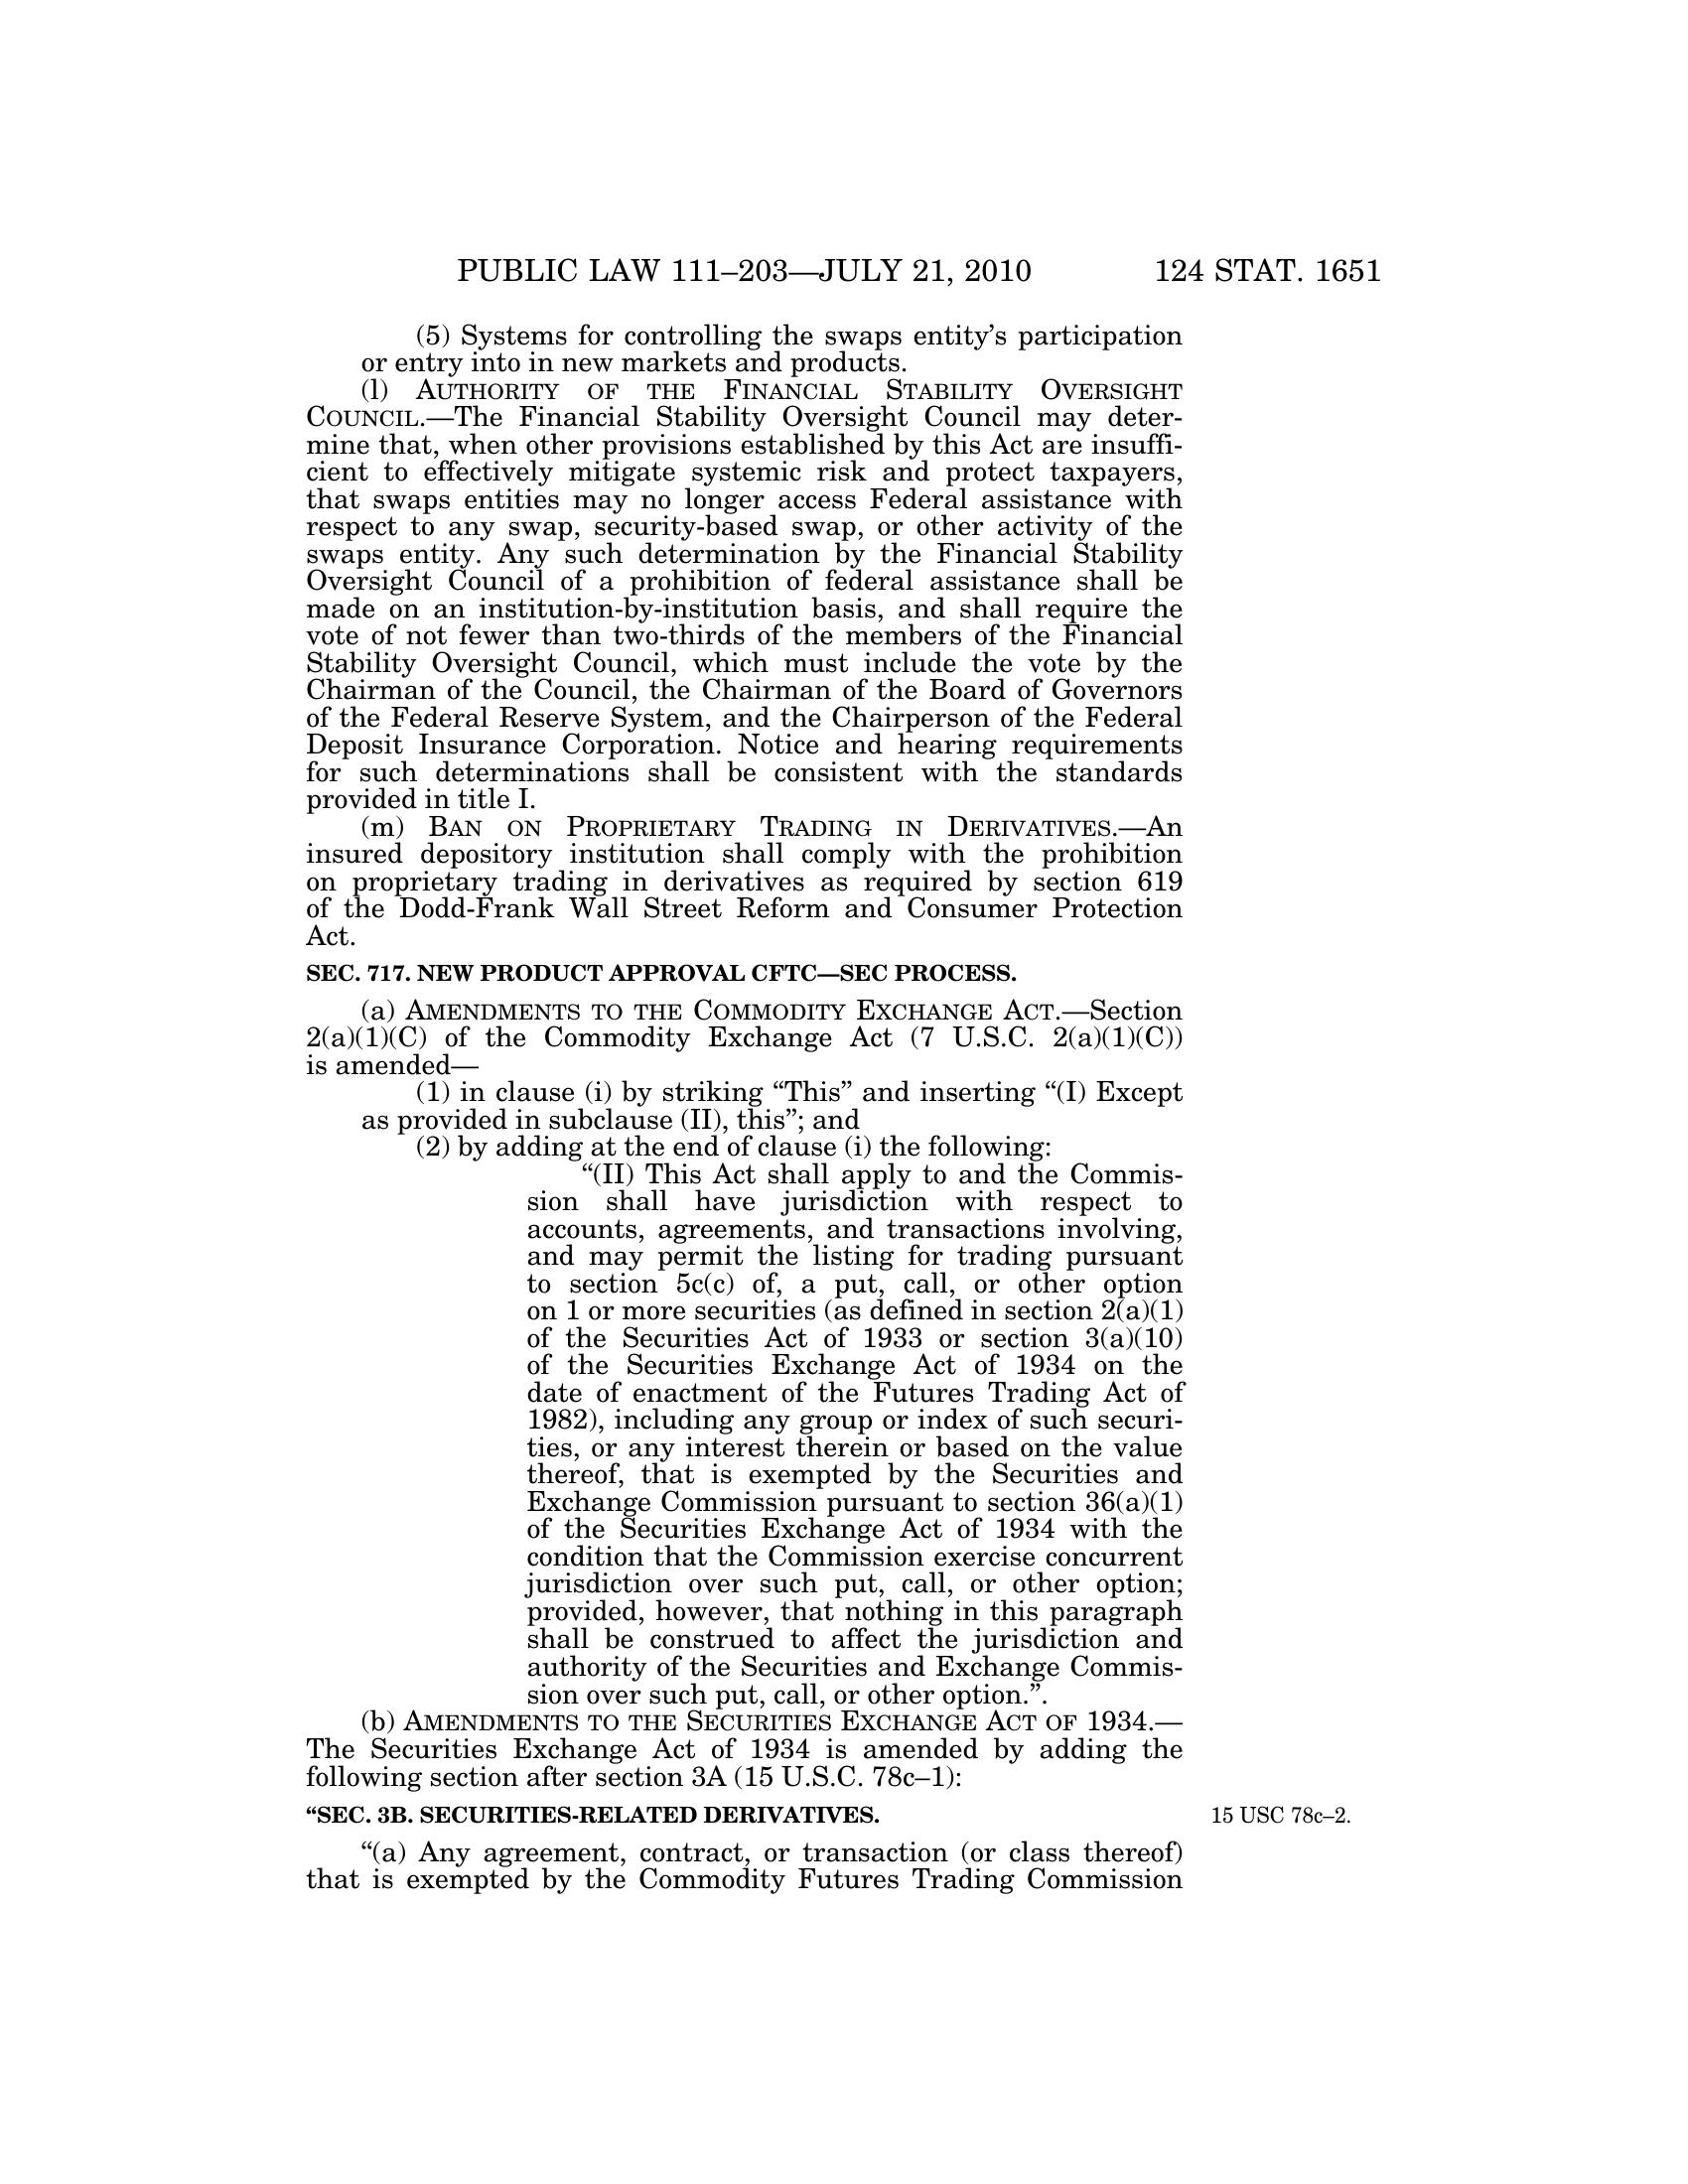 PUBLIC LAW 111–203—JULY 21, 2010 124 STAT. 1651
(5) Systems for controlling the swaps entity’s participation
or entry into in new markets and products.
(l) AUTHORITY OF THE FINANCIAL STABILITY OVERSIGHT
COUNCIL.—The Financial Stability Oversight Council may deter-
mine that, when other provisions established by this Act are insuffi-
cient to effectively mitigate systemic risk and protect taxpayers,
that swaps entities may no longer access Federal assistance with
respect to any swap, security-based swap, or other activity of the
swaps entity. Any such determination by the Financial Stability
Oversight Council of a prohibition of federal assistance shall be
made on an institution-by-institution basis, and shall require the
vote of not fewer than two-thirds of the members of the Financial
Stability Oversight Council, which must include the vote by the
Chairman of the Council, the Chairman of the Board of Governors
of the Federal Reserve System, and the Chairperson of the Federal
Deposit Insurance Corporation. Notice and hearing requirements
for such determinations shall be consistent with the standards
provided in title I.
(m) BAN ON PROPRIETARY TRADING IN DERIVATIVES.—An
insured depository institution shall comply with the prohibition
on proprietary trading in derivatives as required by section 619
of the Dodd-Frank Wall Street Reform and Consumer Protection
Act.
SEC. 717. NEW PRODUCT APPROVAL CFTC—SEC PROCESS.
(a) AMENDMENTS TO THE COMMODITY EXCHANGE ACT.—Section
2(a)(1)(C) of the Commodity Exchange Act (7 U.S.C. 2(a)(1)(C))
is amended—
(1) in clause (i) by striking “This” and inserting “(I) Except
as provided in subclause (II), this”; and
(2) by adding at the end of clause (i) the following:
“(II) This Act shall apply to and the Commis-
sion shall have jurisdiction with respect to
accounts, agreements, and transactions involving,
and may permit the listing for trading pursuant
to section 5c(c) of, a put, call, or other option
on 1 or more securities (as defined in section 2(a)(1)
of the Securities Act of 1933 or section 3(a)(10)
of the Securities Exchange Act of 1934 on the
date of enactment of the Futures Trading Act of
1982), including any group or index of such securi-
ties, or any interest therein or based on the value
thereof, that is exempted by the Securities and
Exchange Commission pursuant to section 36(a)(1)
of the Securities Exchange Act of 1934 with the
condition that the Commission exercise concurrent
jurisdiction over such put, call, or other option;
provided, however, that nothing in this paragraph
shall be construed to affect the jurisdiction and
authority of the Securities and Exchange Commis-
sion over such put, call, or other option.”.
(b) AMENDMENTS TO THE SECURITIES EXCHANGE ACT OF 1934.—
The Securities Exchange Act of 1934 is amended by adding the
following section after section 3A (15 U.S.C. 78c–1):
“SEC. 3B. SECURITIES-RELATED DERIVATIVES. 15 USC 78c–2.
“(a) Any agreement, contract, or transaction (or class thereof)
that is exempted by the Commodity Futures Trading Commission